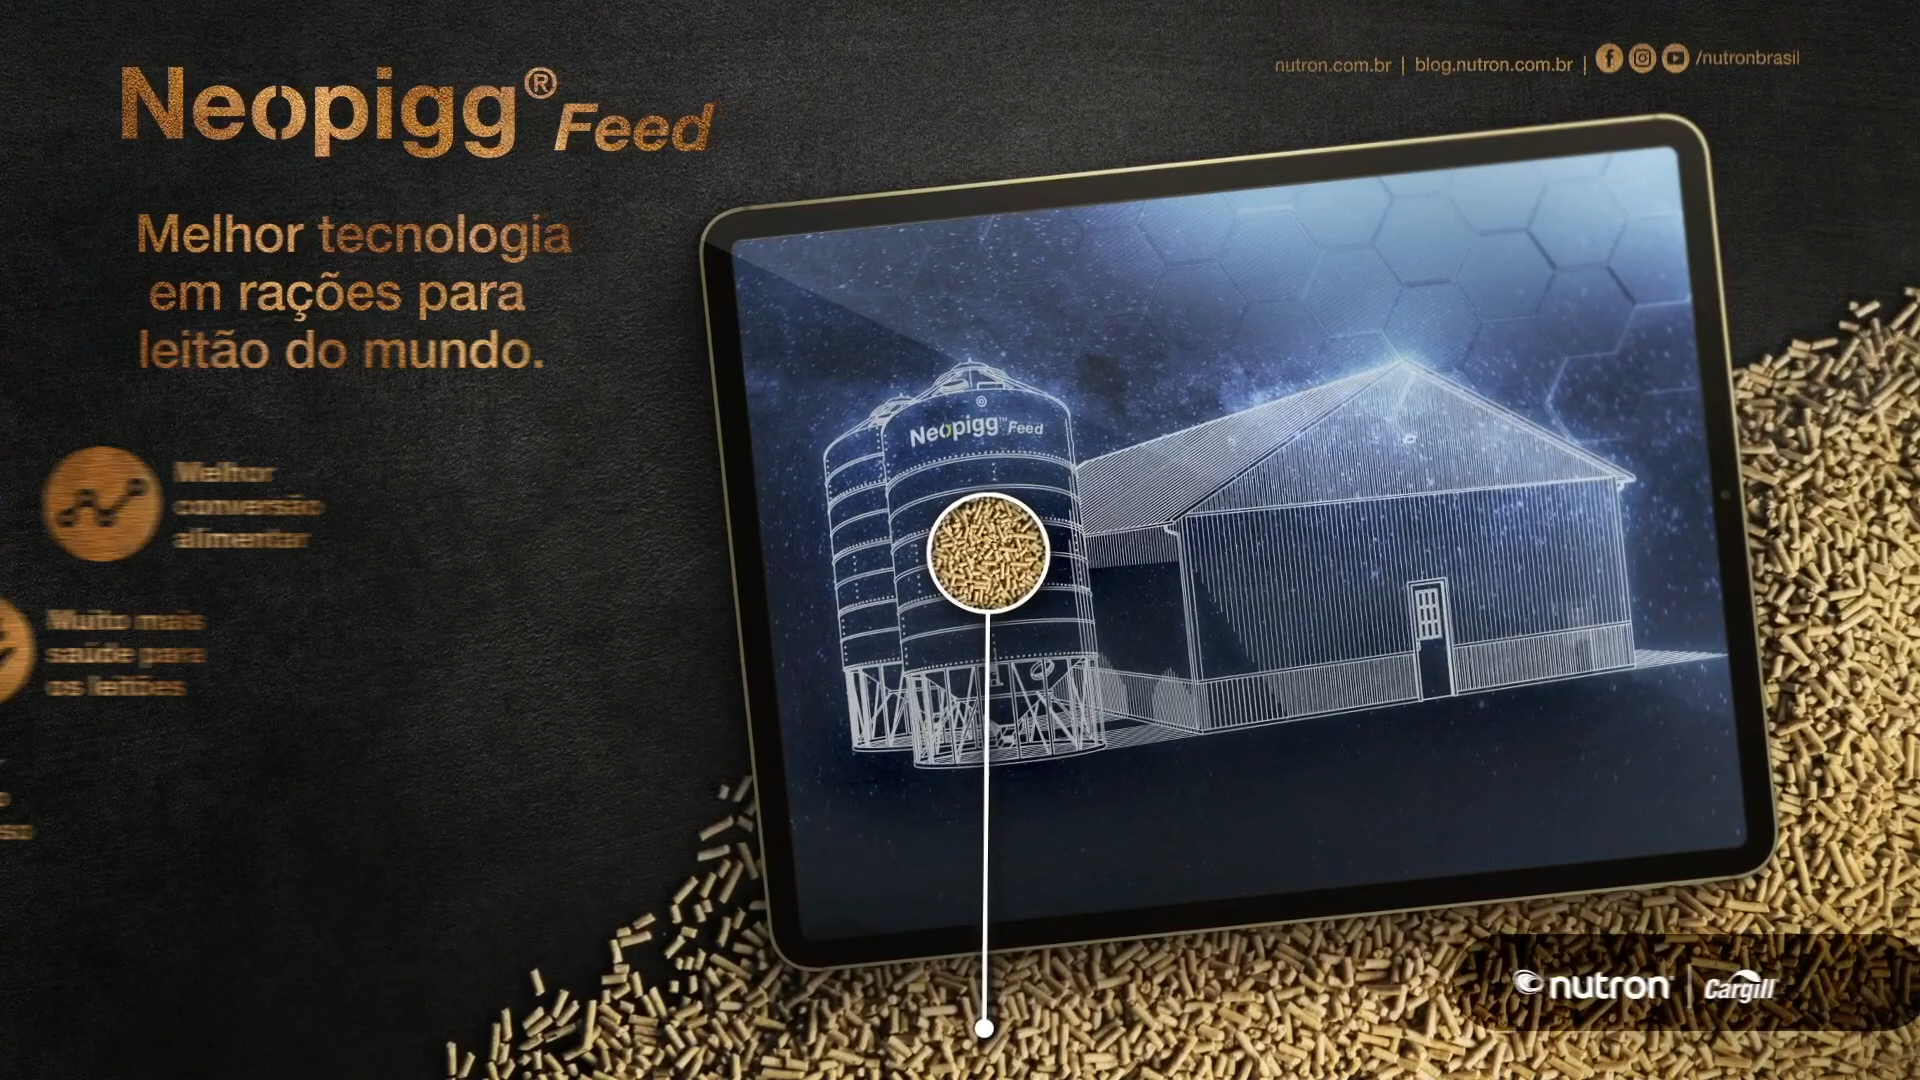 Neopigg® Feed
nutron.com.br | blog.nutron.com.br | /nutronbrasil
Melhor tecnologia
em rações para
leitão do mundo.
Neopigg™ Feed
Melhor
conversão
alimentar
Muito mais
saúde para
os leitões
nutron | Cargill